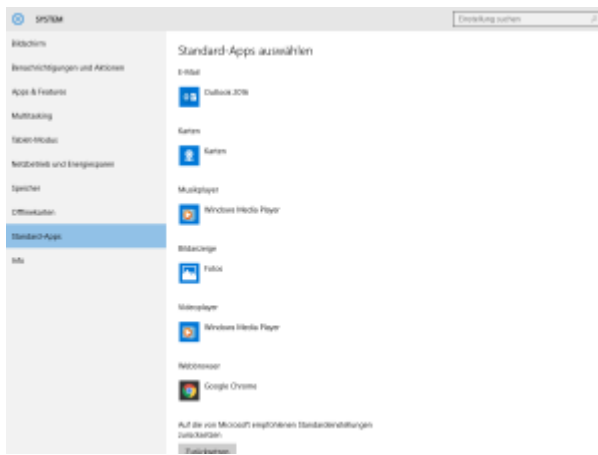 SYSTEM
Einstellung suchen
Bildschirm
Benachrichtigungen und Aktionen
Apps & Features
Multitasking
Tablet-Modus
Netzbetrieb und Energiesparen
Speicher
Offlinekarten
Standard-Apps
Info
Standard-Apps auswählen
E-Mail
Outlook 2016
Karten
Karten
Musikplayer
Windows Media Player
Bildanzeige
Fotos
Videoplayer
Windows Media Player
Webbrowser
Google Chrome
Auf die von Microsoft empfohlenen Standardeinstellungen
zurücksetzen
Zurücksetzen